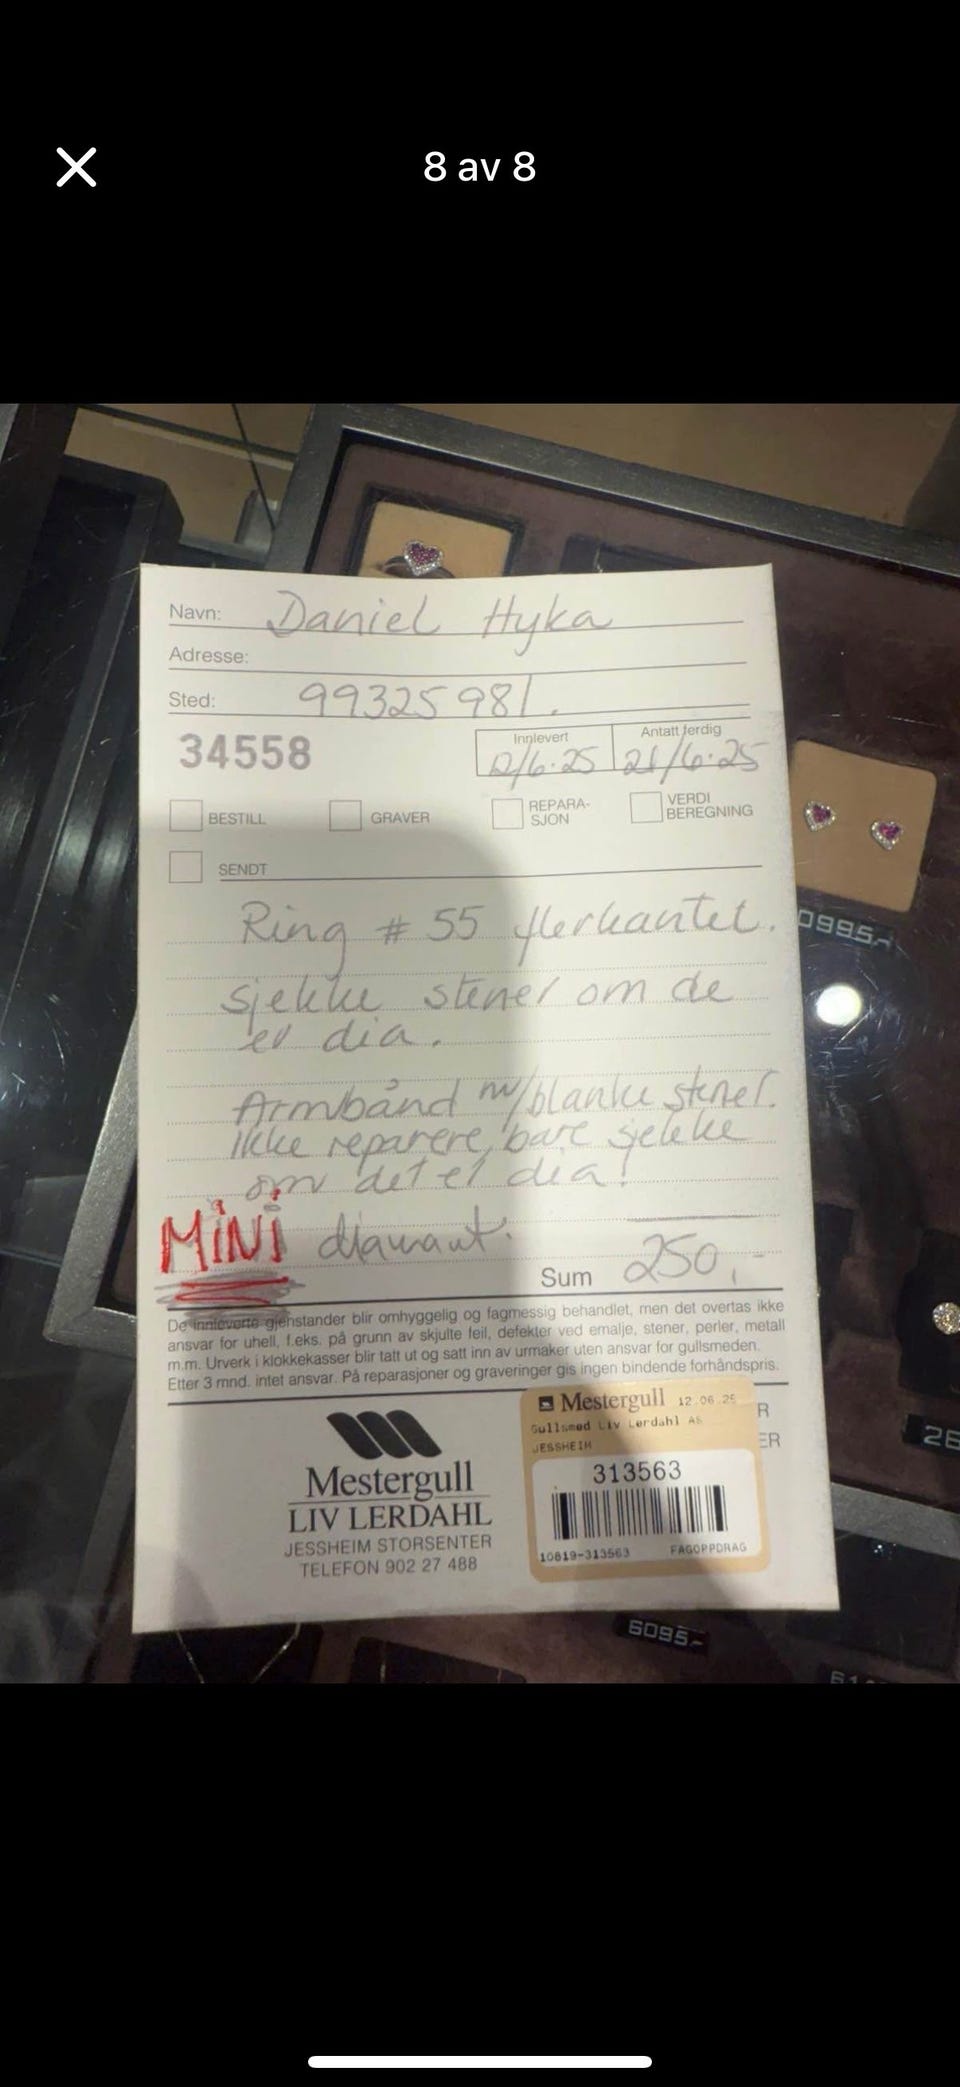 8 av 8
Navn: Daniel Hyka
Adresse:
Sted: 99325981.
34558
Innlevert
Antatt ferdig
12/6.25
21/6.25
BESTILL
GRAVER
REPARA-
SJON
VERDI
BEREGNING
SENDT
Ring # 55 flerkantet.
sjekke stener om de
er dia.
Armbånd m/blanke stener.
ikke reparere, bare sjekke
om det er dia!
MINI diamant.
Sum 250,-
De innleverte gjenstander blir omhyggelig og fagmessig behandlet, men det overtas ikke
ansvar for uhell, f.eks. på grunn av skjulte feil, defekter ved emalje, stener, perler, metall
m.m. Urverk i klokkekasser blir tatt ut og satt inn av urmaker uten ansvar for gullsmeden.
Etter 3 mnd. intet ansvar. På reparasjoner og graveringer gis ingen bindende forhåndspris.
Mestergull
LIV LERDAHL
JESSHEIM STORSENTER
TELEFON 902 27 488
Mestergull 12.06.25
Gullsmed Liv Lerdahl AS
JESSHEIM
313563
10819-313563 FAGOPPDRAG
R
ER
0995,-
26
6095,-